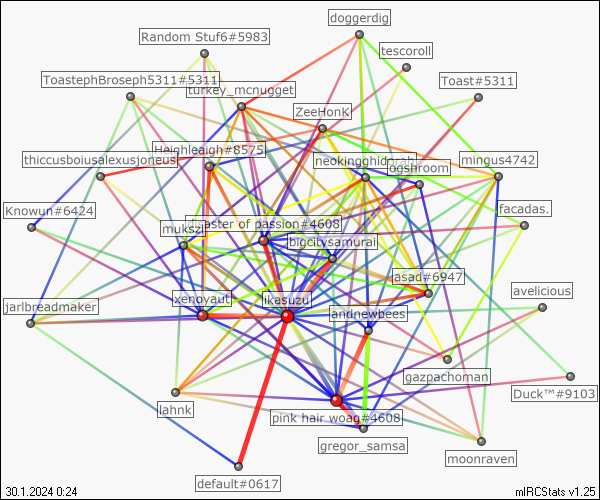 doggerdig
Random Stuf6#5983
tescoroll
ToastephBroseph5311#5311
turkey_mcnugget
Toast#5311
ZeeHonK
Heighleaigh#8575
thiccusboiusalexusjoneus
neokingghidorah
ogshroom
mingus4742
Knowun#6424
mukszi
master of passion#4608
facadas.
bigcitysamurai
asad#6947
jarlbreadmaker
xenoyaut
ikasuzu
andnewbees
avelicious
gazpachoman
Duck™#9103
lahnk
pink hair woag#4608
gregor_samsa
moonraven
default#0617
30.1.2024 0:24
mIRCStats v1.25